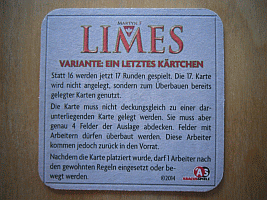 MARTYN F
LIMES
VARIANTE: EIN LETZTES KÄRTCHEN
Statt 16 werden jetzt 17 Runden gespielt. Die 17. Karte
wird nicht angelegt, sondern zum Überbauen bereits
gelegter Karten genutzt.
Die Karte muss nicht deckungsgleich zu einer dar-
unterliegenden Karte gelegt werden. Sie muss aber
genau 4 Felder der Auslage abdecken. Felder mit
Arbeitern dürfen überbaut werden. Diese Arbeiter
kommen jedoch zurück in den Vorrat.
Nachdem die Karte platziert wurde, darf 1 Arbeiter nach
den gewohnten Regeln eingesetzt oder be-
wegt werden.
©2014
ABACUSSPIELE